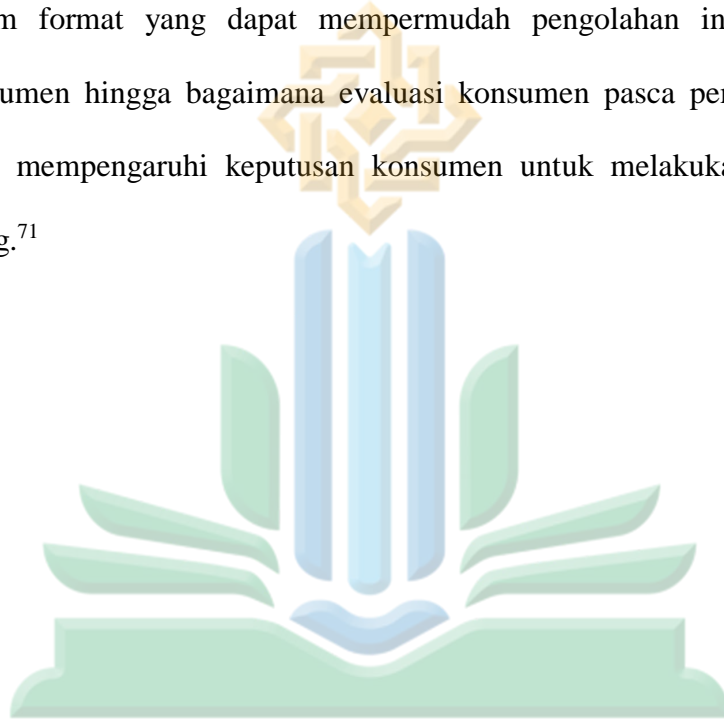 m format yang dapat mempermudah pengolahan in
umen hingga bagaimana evaluasi konsumen pasca pe
mempengaruhi keputusan konsumen untuk melakuk
g.71